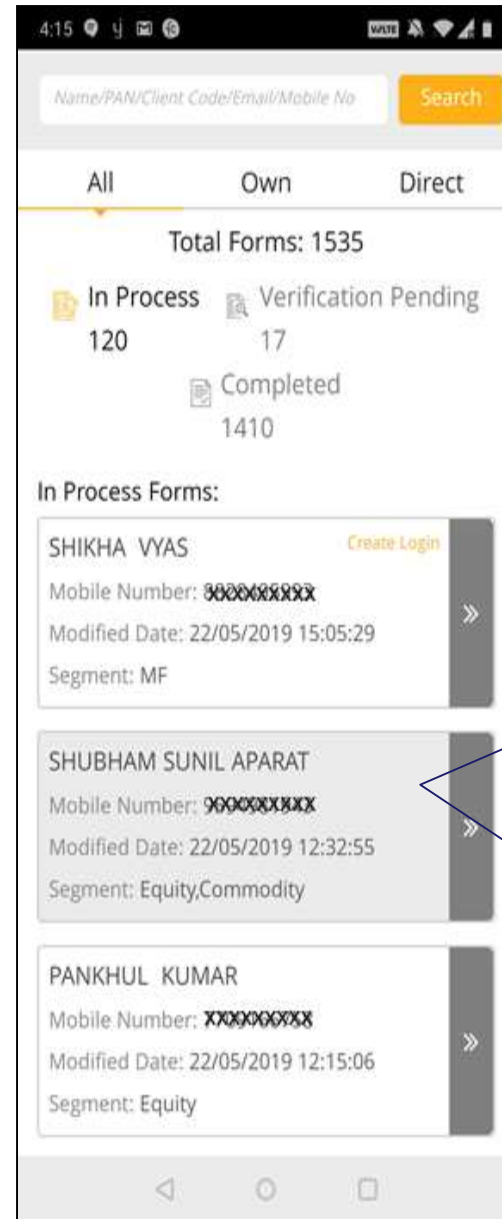 4:15
Name/PAN/Client Code/Email/Mobile No Search
All Own Direct
Total Forms: 1535
In Process Verification Pending
120 17
Completed
1410
In Process Forms:
SHIKHA VYAS Create Login
Mobile Number:
Modified Date: 22/05/2019 15:05:29
Segment: MF
SHUBHAM SUNIL APARAT
Mobile Number:
Modified Date: 22/05/2019 12:32:55
Segment: Equity,Commodity
PANKHUL KUMAR
Mobile Number: XXXXXXXXX
Modified Date: 22/05/2019 12:15:06
Segment: Equity